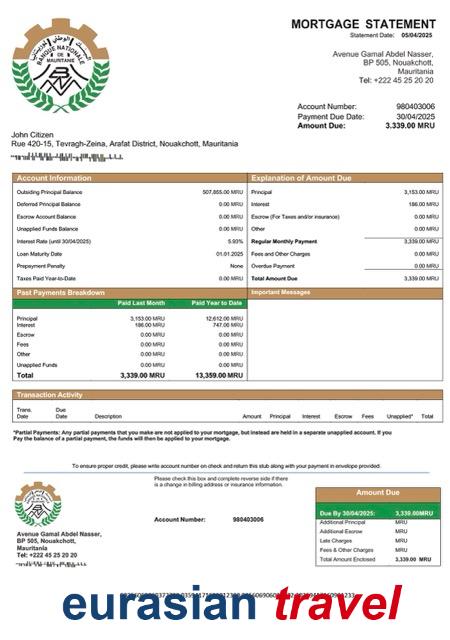 MORTGAGE STATEMENT
Statement Date: 05/04/2025
BANQUE NATIONALE
DE
MAURITANIE
Avenue Gamal Abdel Nasser,
BP 505, Nouakchott,
Mauritania
Tel: +222 45 25 20 20
Account Number: 980403006
Payment Due Date: 30/04/2025
Amount Due: 3,339.00 MRU
John Citizen
Rue 420-15, Tevragh-Zeina, Arafat District, Nouakchott, Mauritania
Account Information
Outsiding Principal Balance 507,855.00 MRU
Deferred Principal Balance 0.00 MRU
Escrow Account Balance 0.00 MRU
Unapplied Funds Balance 0.00 MRU
Interest Rate (until 30/04/2025) 5.93%
Loan Maturity Date 01.01.2025
Prepayment Penalty None
Taxes Paid Year-to-Date 0.00 MRU
Explanation of Amount Due
Principal 3,153.00 MRU
Interest 186.00 MRU
Escrow (For Taxes and/or insurance) 0.00 MRU
Other 0.00 MRU
Regular Monthly Payment 3,339.00 MRU
Fees and Other Charges 0.00 MRU
Overdue Payment 0.00 MRU
Total Amount Due 3,339.00 MRU
Past Payments Breakdown
Paid Last Month Paid Year to Date
Principal 3,153.00 MRU 12,612.00 MRU
Interest 186.00 MRU 747.00 MRU
Escrow 0.00 MRU 0.00 MRU
Fees 0.00 MRU 0.00 MRU
Other 0.00 MRU 0.00 MRU
Unapplied Funds 0.00 MRU 0.00 MRU
Total 3,339.00 MRU 13,359.00 MRU
Important Messages
Transaction Activity
Trans. Date Due Date Description Amount Principal Interest Escrow Fees Unapplied* Total
*Partial Payments: Any partial payments that you make are not applied to your mortgage, but instead are held in a separate unapplied account. If you
Pay the balance of a partial payment, the funds will then be applied to your mortgage.
To ensure proper credit, please write account number on check and return this stub along with your payment in envelope provided.
Please check this box and complete reverse side if there
is a change in billing address or insurance information.
Account Number: 980403006
Avenue Gamal Abdel Nasser,
BP 505, Nouakchott,
Mauritania
Tel: +222 45 25 20 20
Amount Due
Due By 30/04/2025: 3,339.00MRU
Additional Principal MRU
Additional Escrow MRU
Late Charges MRU
Fees & Other Charges MRU
Total Amount Enclosed 3,339.00 MRU
eurasian travel